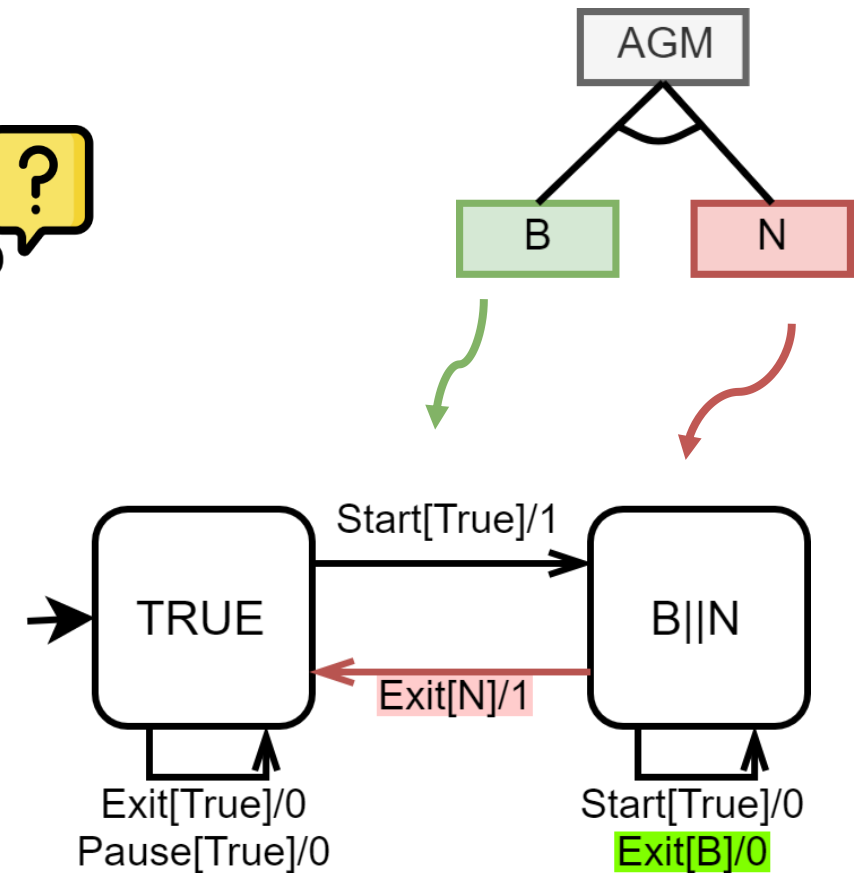 AGM
?
B
N
Start[True]/1
TRUE
B||N
Exit[N]/1
Exit[True]/0
Pause[True]/0
Start[True]/0
Exit[B]/0